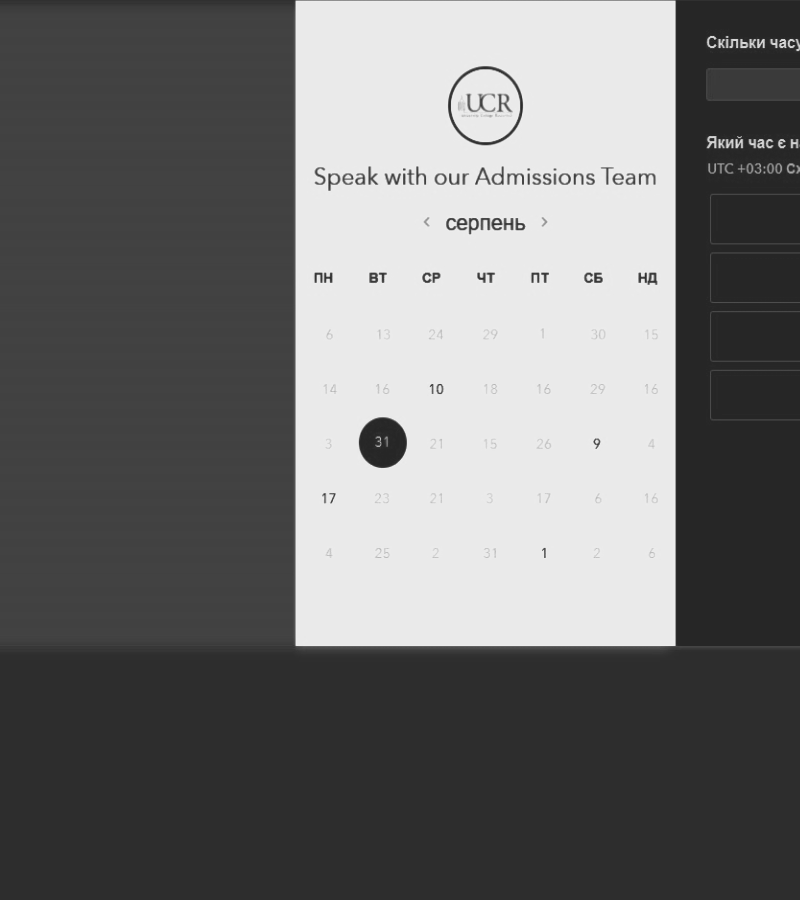 UCR
Speak with our Admissions Team
серпень
ПН ВТ СР ЧТ ПТ СБ НД
6 13 24 29 1 30 15
14 16 10 18 16 29 16
3 31 21 15 26 9 4
17 23 21 3 17 6 16
4 25 2 31 1 2 6
Скільки часу
Який час є н
UTC +03:00 Сх